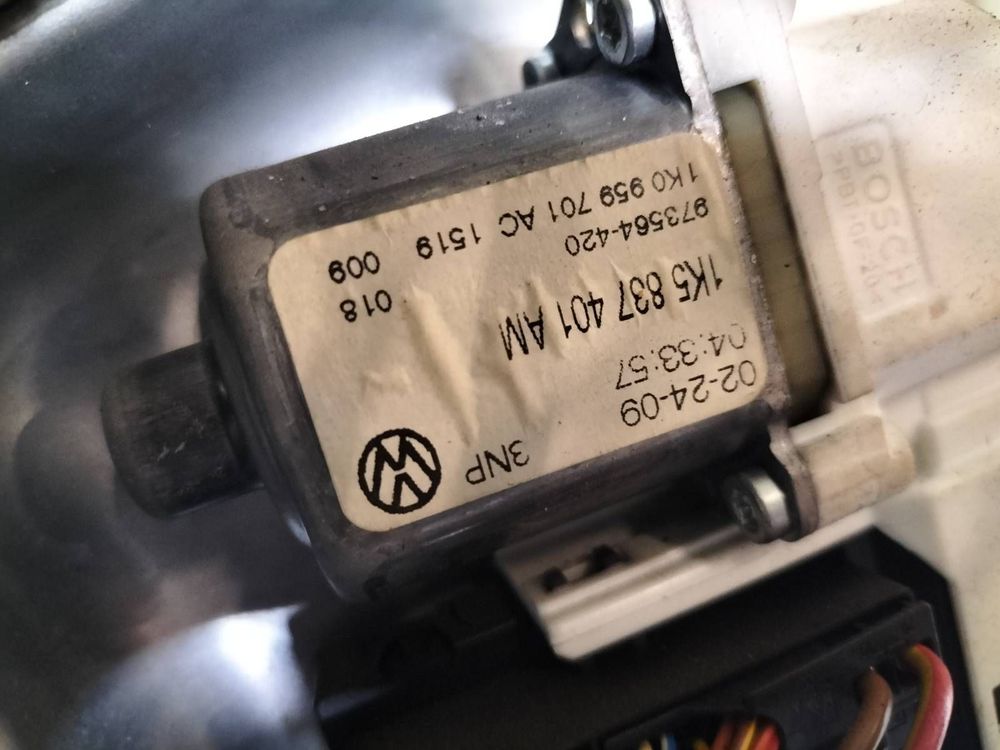 02-24-09 3NP
04:33:57
1K5 837 401 AM
973564-420 018
1K0 959 701 AC 1519 009
BOSCH